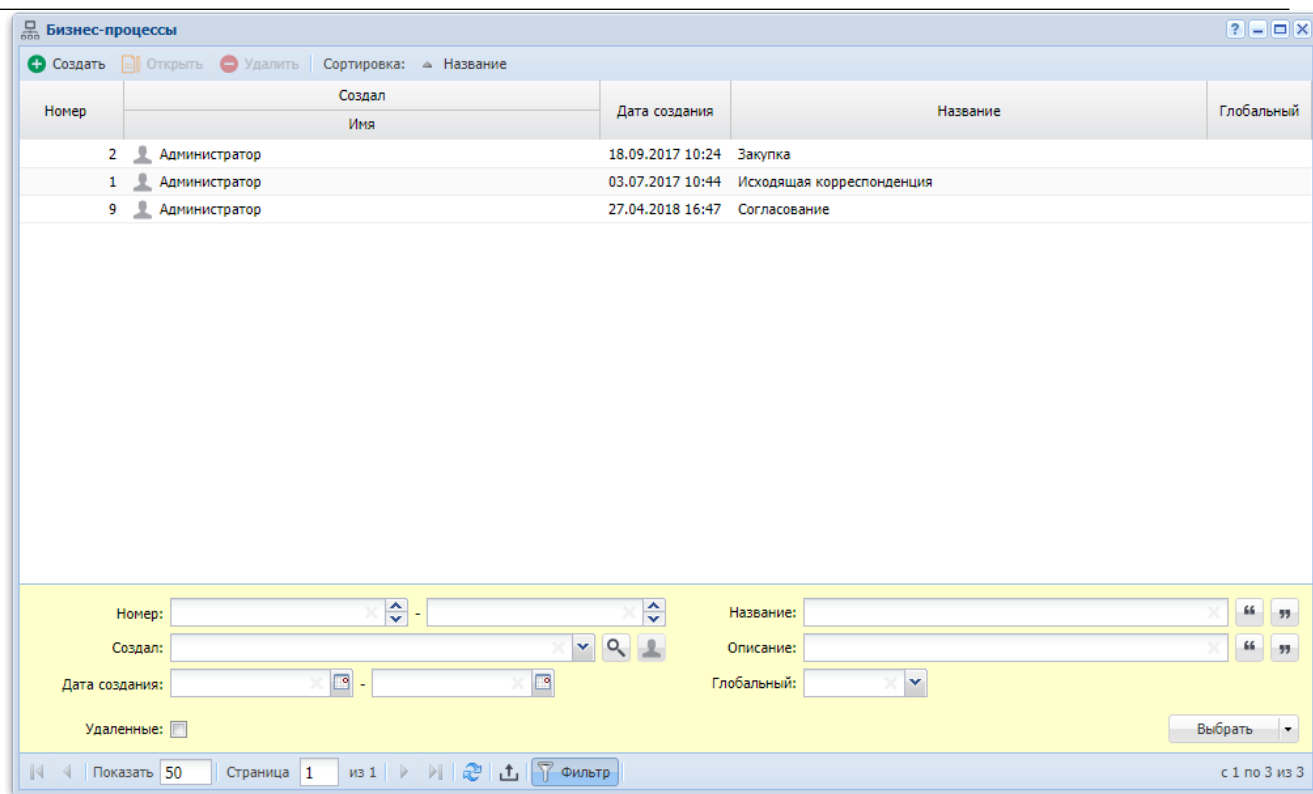 Бизнес-процессы
Создать Открыть Удалить Сортировка: Название
Номер Создал Имя Дата создания Название Глобальный
2 Администратор 18.09.2017 10:24 Закупка
1 Администратор 03.07.2017 10:44 Исходящая корреспонденция
9 Администратор 27.04.2018 16:47 Согласование
Номер: - Название:
Создал: Описание:
Дата создания: - Глобальный:
Удаленные: Выбрать
Показать 50 Страница 1 из 1 Фильтр с 1 по 3 из 3